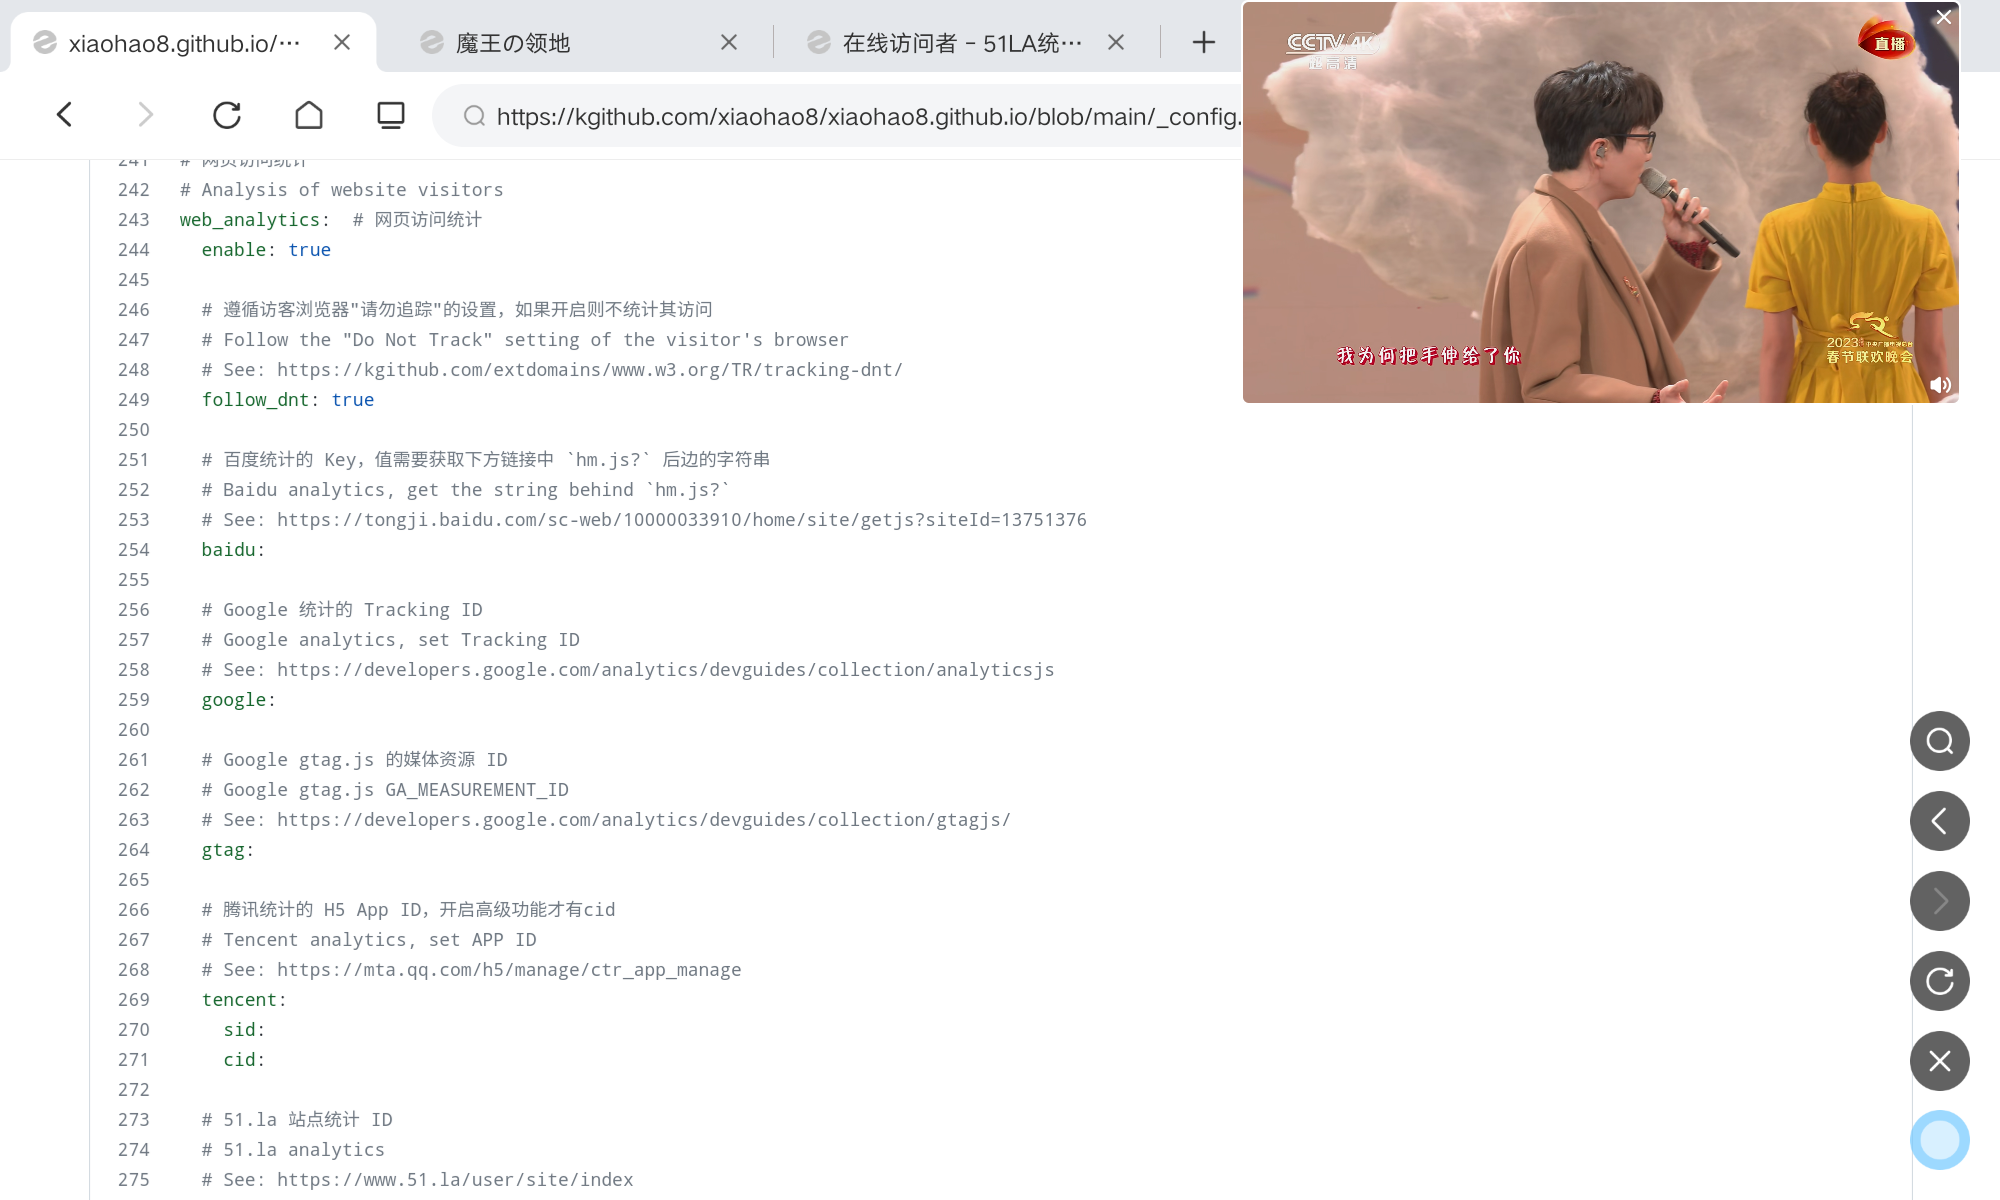 xiaohao8.github.io/…
魔王の领地
在线访问者 - 51LA统…
https://kgithub.com/xiaohao8/xiaohao8.github.io/blob/main/_config.
CCTV 4K
超高清
直播
我为何把手伸给了你
2023 中央广播电视总台
春节联欢晚会
241 # 网页访问统计
242 # Analysis of website visitors
243 web_analytics:  # 网页访问统计
244 enable: true
245
246 # 遵循访客浏览器"请勿追踪"的设置，如果开启则不统计其访问
247 # Follow the "Do Not Track" setting of the visitor's browser
248 # See: https://kgithub.com/extdomains/www.w3.org/TR/tracking-dnt/
249 follow_dnt: true
250
251 # 百度统计的 Key，值需要获取下方链接中 `hm.js?` 后边的字符串
252 # Baidu analytics, get the string behind `hm.js?`
253 # See: https://tongji.baidu.com/sc-web/10000033910/home/site/getjs?siteId=13751376
254 baidu:
255
256 # Google 统计的 Tracking ID
257 # Google analytics, set Tracking ID
258 # See: https://developers.google.com/analytics/devguides/collection/analyticsjs
259 google:
260
261 # Google gtag.js 的媒体资源 ID
262 # Google gtag.js GA_MEASUREMENT_ID
263 # See: https://developers.google.com/analytics/devguides/collection/gtagjs/
264 gtag:
265
266 # 腾讯统计的 H5 App ID，开启高级功能才有cid
267 # Tencent analytics, set APP ID
268 # See: https://mta.qq.com/h5/manage/ctr_app_manage
269 tencent:
270 sid:
271 cid:
272
273 # 51.la 站点统计 ID
274 # 51.la analytics
275 # See: https://www.51.la/user/site/index